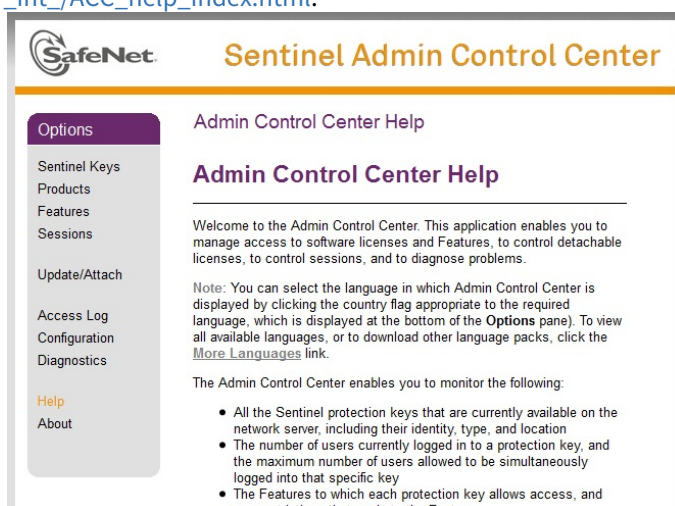 _int_/ACC_help_index.html.
SafeNet.
Sentinel Admin Control Center
Options
Sentinel Keys
Products
Features
Sessions
Update/Attach
Access Log
Configuration
Diagnostics
Help
About
Admin Control Center Help
Admin Control Center Help
Welcome to the Admin Control Center. This application enables you to
manage access to software licenses and Features, to control detachable
licenses, to control sessions, and to diagnose problems.
Note: You can select the language in which Admin Control Center is
displayed by clicking the country flag appropriate to the required
language, which is displayed at the bottom of the Options pane). To view
all available languages, or to download other language packs, click the
More Languages link.
The Admin Control Center enables you to monitor the following:
● All the Sentinel protection keys that are currently available on the
network server, including their identity, type, and location
● The number of users currently logged in to a protection key, and
the maximum number of users allowed to be simultaneously
logged into that specific key
● The Features to which each protection key allows access, and